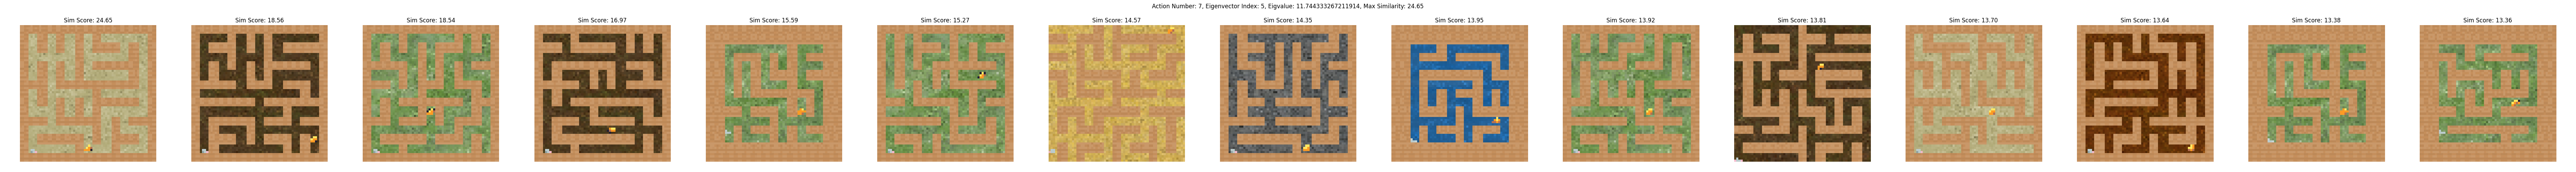 Action Number: 7, Eigenvector Index: 5, Eigvalue: 11.744333267211914, Max Similarity: 24.65
Sim Score: 24.65
Sim Score: 18.56
Sim Score: 18.54
Sim Score: 16.97
Sim Score: 15.59
Sim Score: 15.27
Sim Score: 14.57
Sim Score: 14.35
Sim Score: 13.95
Sim Score: 13.92
Sim Score: 13.81
Sim Score: 13.70
Sim Score: 13.64
Sim Score: 13.38
Sim Score: 13.36